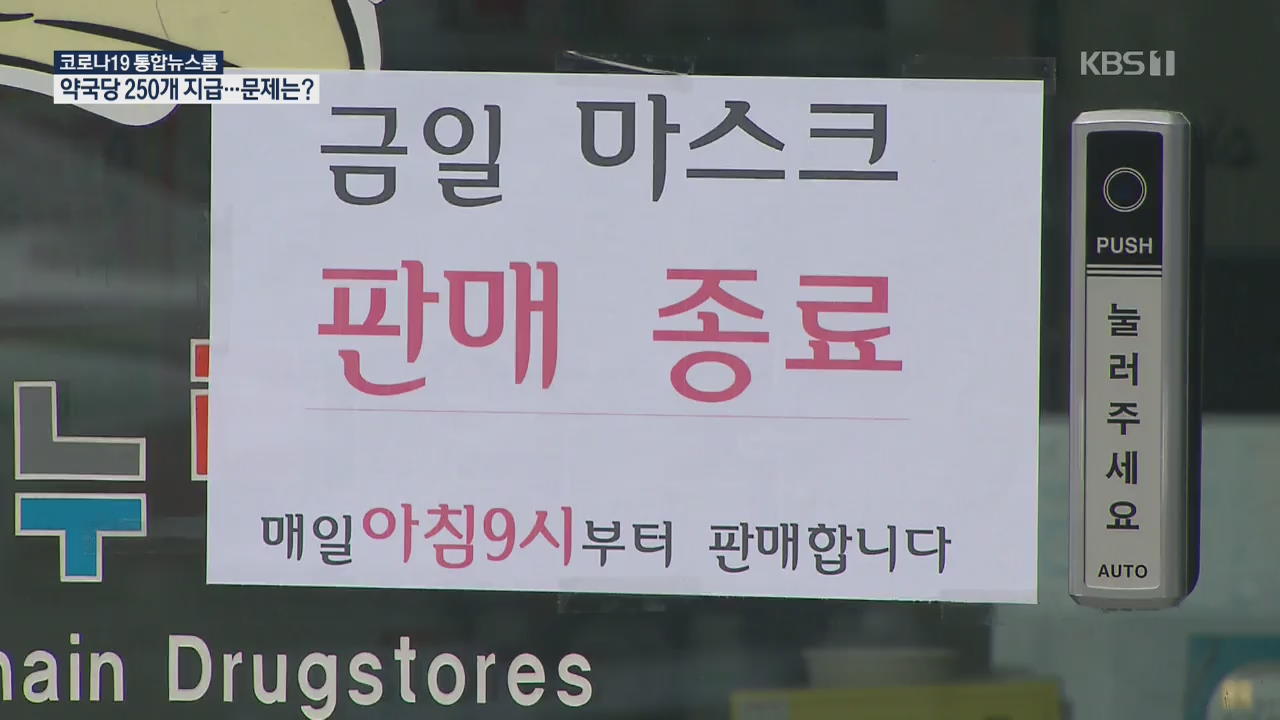 코로나19 통합뉴스룸
약국당 250개 지급…문제는?
KBS1
금일 마스크
판매 종료
매일아침9시부터 판매합니다
PUSH
눌러주세요
AUTO
뉴
Drugstores